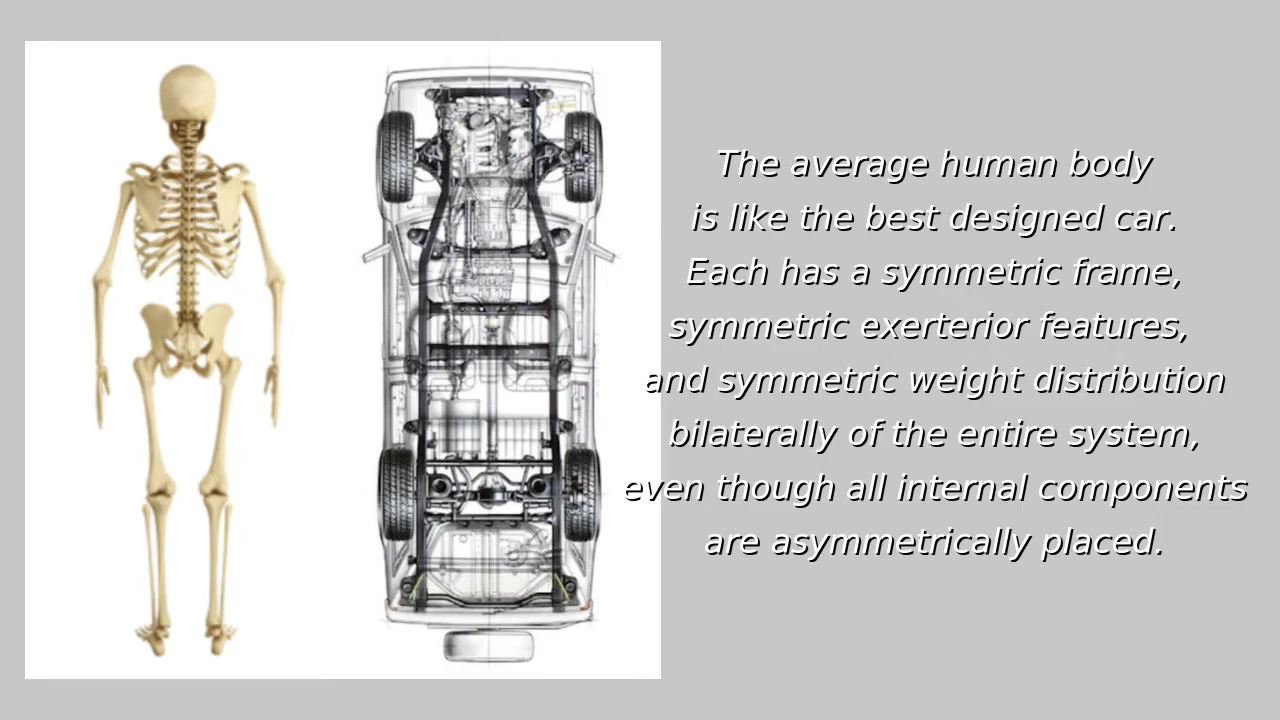 The average human body
is like the best designed car.
Each has a symmetric frame,
symmetric exerterior features,
and symmetric weight distribution
bilaterally of the entire system,
even though all internal components
are asymmetrically placed.